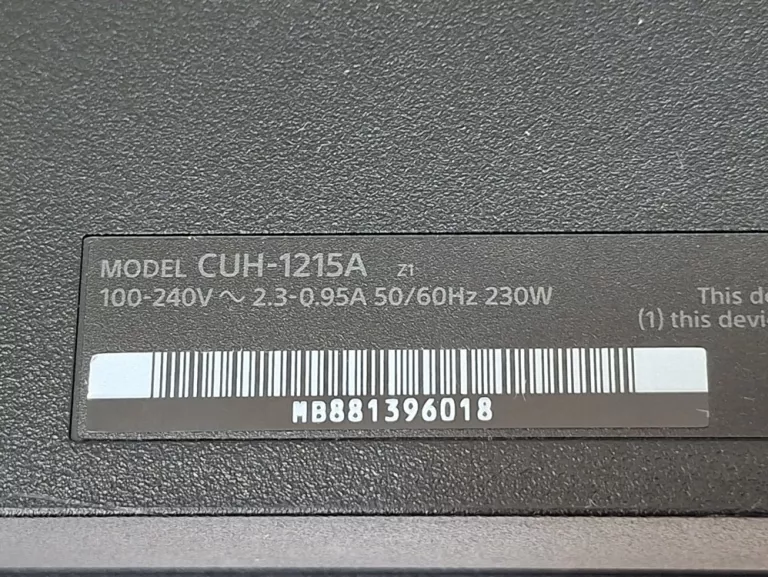 MODEL CUH-1215A Z1
100-240V ~ 2.3-0.95A 50/60Hz 230W
This de
(1) this devi
MB881396018